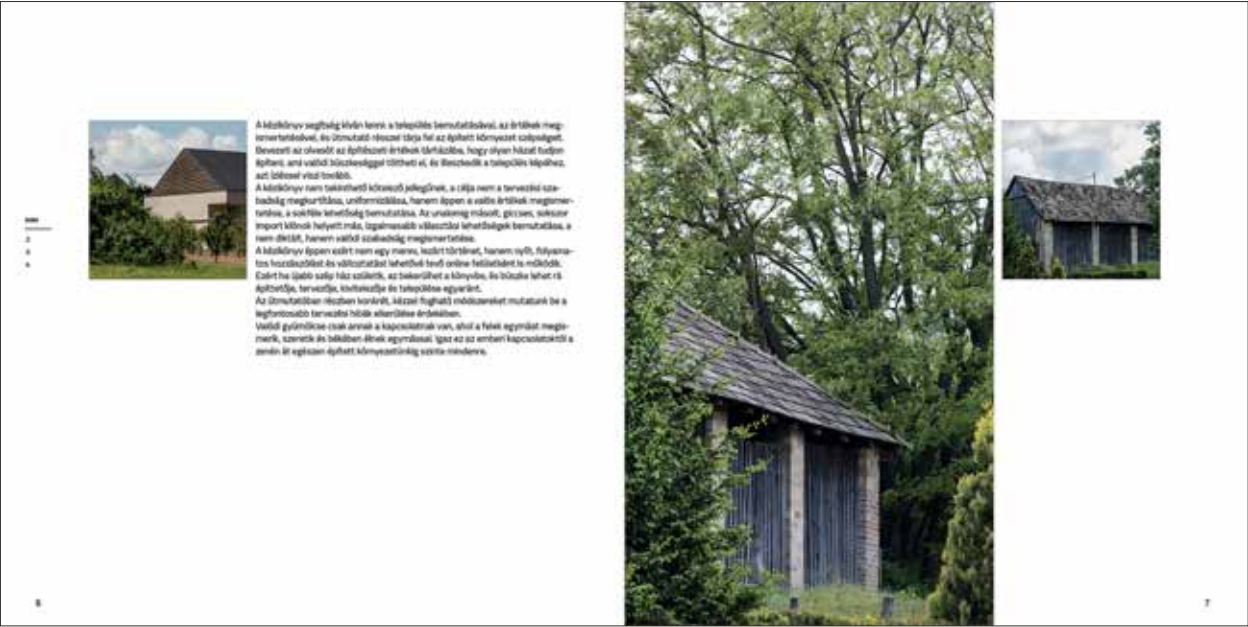 A kézikönyv segítség kíván lenni: a település bemutatásával, az értékek meg-
ismertetésével, és útmutató résszel tárja fel az épített környezet szépségeit.
Bevezeti az olvasót az építészeti értékek tárházába, hogy olyan házat tudjon
építeni, ami valódi büszkeséggel töltheti el, és illeszkedik a település képéhez,
azt ízléssel viszi tovább.
A kézikönyv nem tekinthető kötelező jellegűnek, a célja nem a tervezési sza-
badság megkurtítása, uniformizálása, hanem éppen a valós értékek megismer-
tetése, a sokféle lehetőség bemutatása. Az unalomig másolt, giccses, sokszor
import klónok helyett más, izgalmasabb választási lehetőségek bemutatása, a
nem diktált, hanem valódi szabadság megismertetése.
A kézikönyv éppen ezért nem egy merev, lezárt történet, hanem nyílt, folyama-
tos hozzászólást és változtatást lehetővé tevő online felületként is működik.
Ezért ha újabb szép ház születik, az bekerülhet a könyvbe, és büszke lehet rá
építtetője, tervezője, kivitelezője és települése egyaránt.
Az útmutatóban részben konkrét, kézzel fogható módszereket mutatunk be a
legfontosabb tervezési hibák elkerülése érdekében.
Valódi gyümölcse csak annak a kapcsolatnak van, ahol a felek egymást megis-
merik, szeretik és békében élnek egymással. Igaz ez az emberi kapcsolatoktól a
zenén át egészen épített környezetünkig szinte mindenre.
2
3
4
6
7